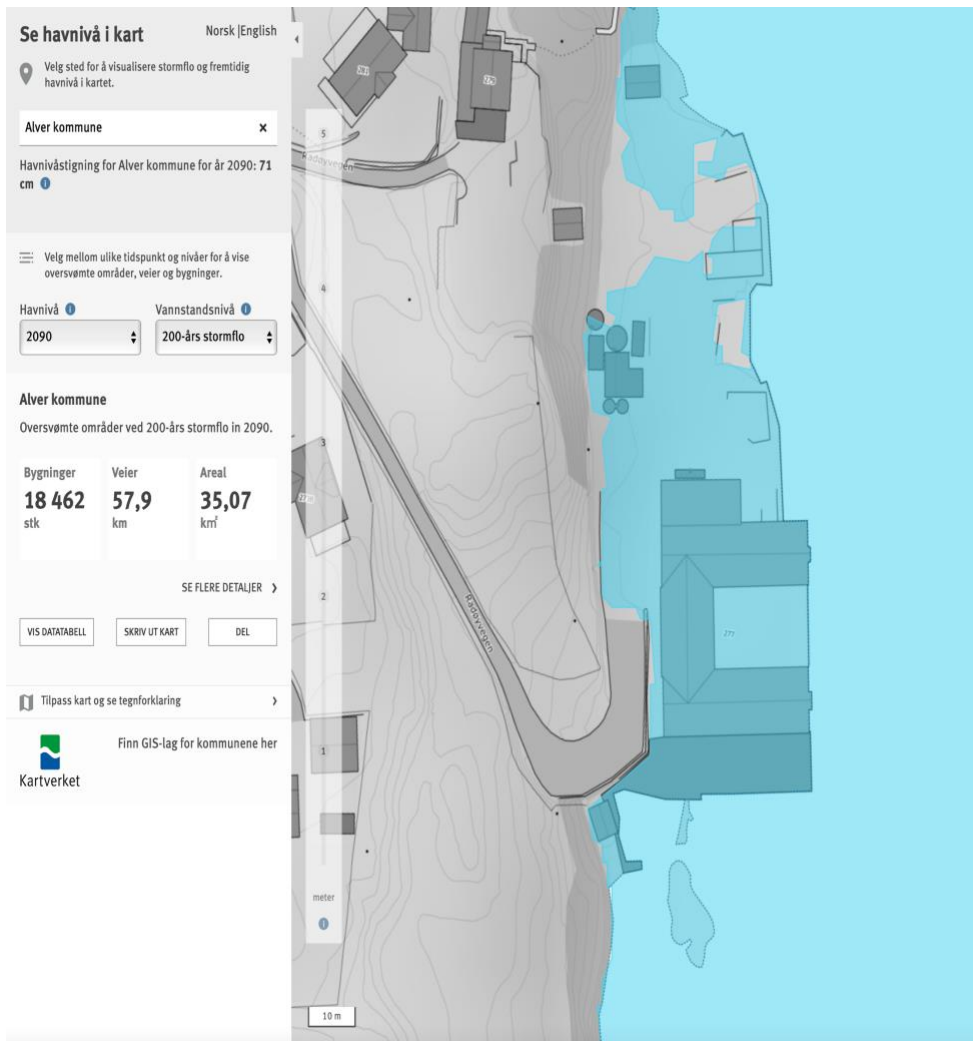 Se havnivå i kart
Norsk |English
Velg sted for å visualisere stormflo og fremtidig
havnivå i kartet.
Alver kommune
Havnivåstigning for Alver kommune for år 2090: 71
cm
Velg mellom ulike tidspunkt og nivåer for å vise
oversvømte områder, veier og bygninger.
Havnivå
Vannstandsnivå
2090
200-års stormflo
Alver kommune
Oversvømte områder ved 200-års stormflo in 2090.
Bygninger
Veier
Areal
18 462
57,9
35,07
stk
km
km²
SE FLERE DETALJER
VIS DATATABELL
SKRIV UT KART
DEL
Tilpass kart og se tegnforklaring
Finn GIS-lag for kommunene her
Kartverket
5
4
3
2
1
meter
10 m
Radøyvegen
Radøyvegen
279
277